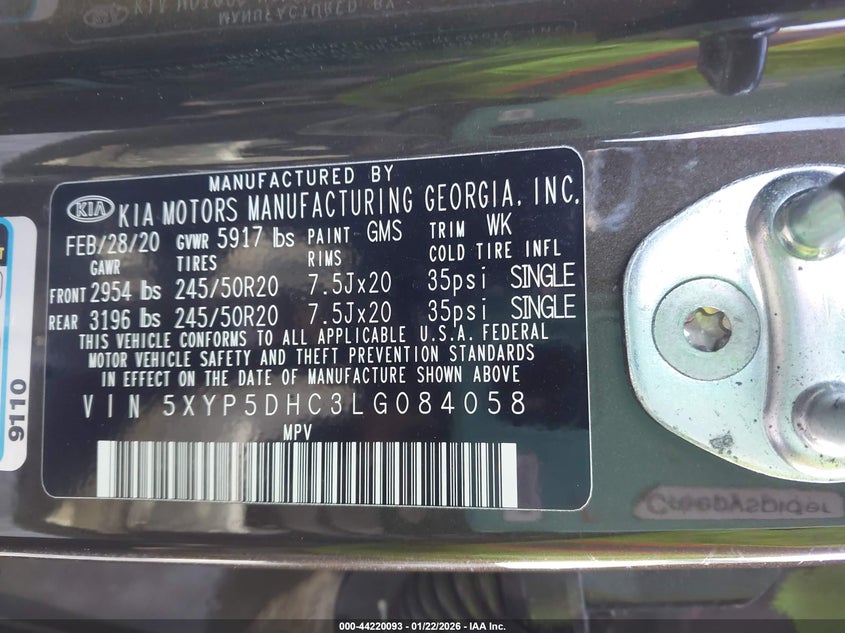 MANUFACTURED BY
KIA KIA MOTORS MANUFACTURING GEORGIA, INC.
FEB/28/20 GVWR 5917 lbs PAINT GMS TRIM WK
GAWR TIRES RIMS COLD TIRE INFL
FRONT 2954 lbs 245/50R20 7.5Jx20 35psi SINGLE
REAR 3196 lbs 245/50R20 7.5Jx20 35psi SINGLE
THIS VEHICLE CONFORMS TO ALL APPLICABLE U.S.A. FEDERAL
MOTOR VEHICLE SAFETY AND THEFT PREVENTION STANDARDS
IN EFFECT ON THE DATE OF MANUFACTURE SHOWN ABOVE
VIN 5XYP5DHC3LG084058
MPV
9110
000-44220093 - 01/22/2026 - IAA Inc.